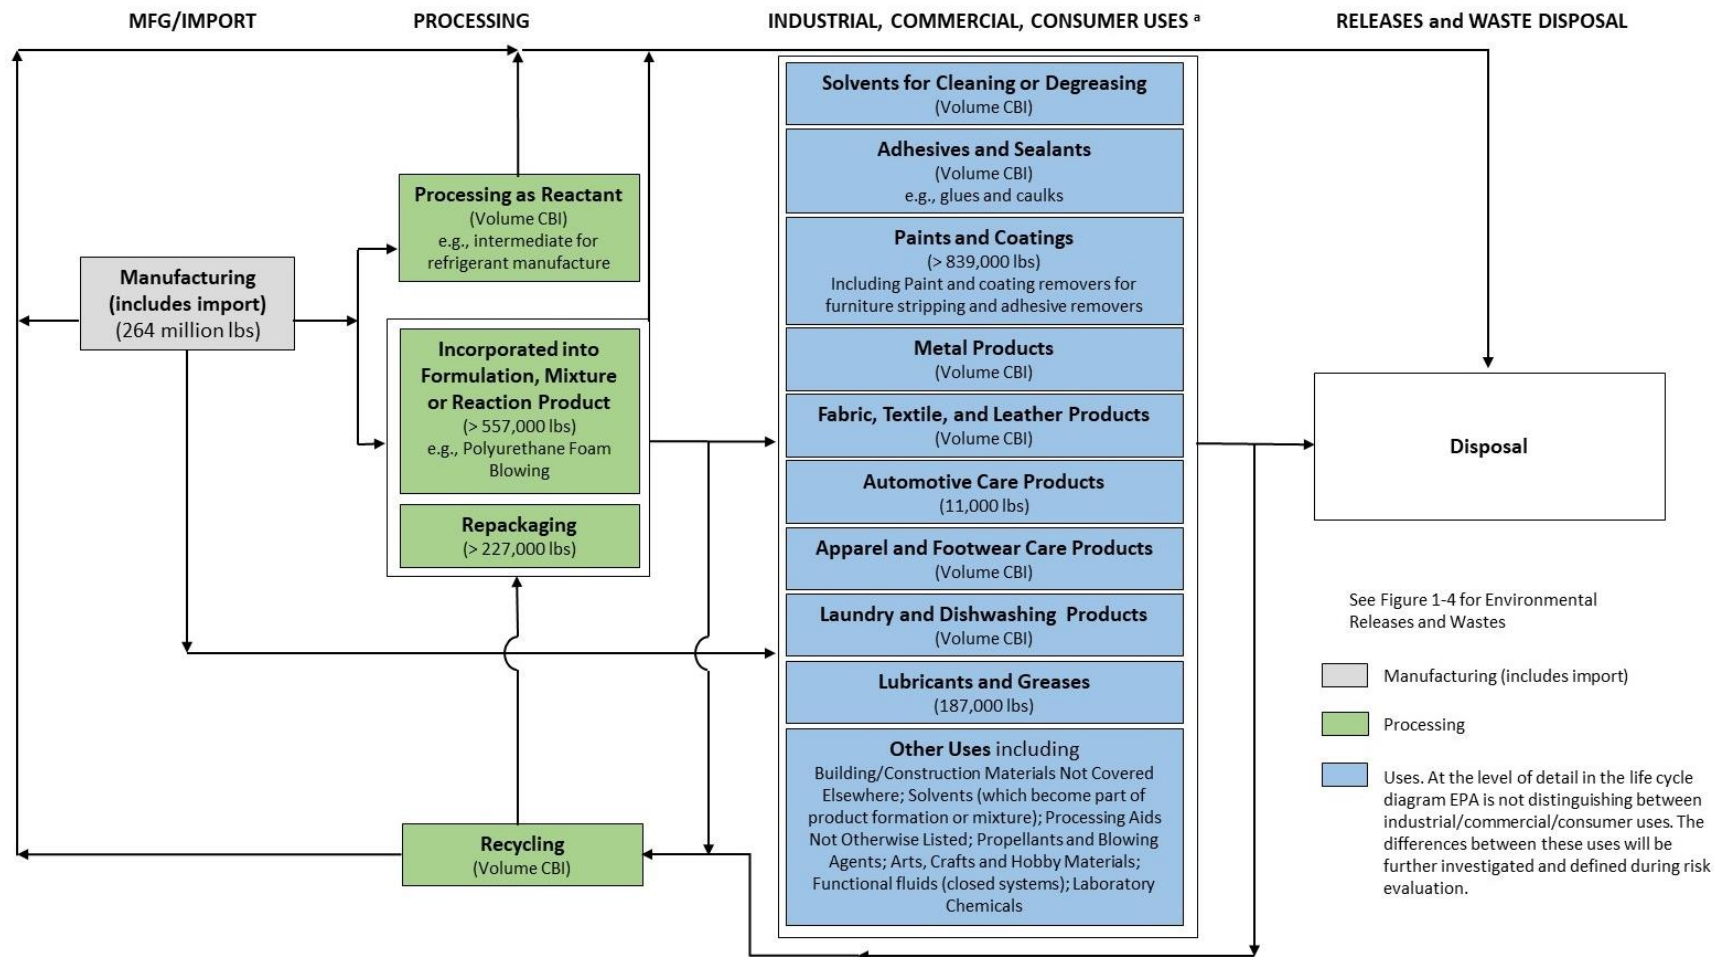 MFG/IMPORT
PROCESSING
INDUSTRIAL, COMMERCIAL, CONSUMER USES ᵃ
RELEASES and WASTE DISPOSAL
Manufacturing
(includes import)
(264 million lbs)
Processing as Reactant
(Volume CBI)
e.g., intermediate for
refrigerant manufacture
Incorporated into
Formulation, Mixture
or Reaction Product
(> 557,000 lbs)
e.g., Polyurethane Foam
Blowing
Repackaging
(> 227,000 lbs)
Recycling
(Volume CBI)
Solvents for Cleaning or Degreasing
(Volume CBI)
Adhesives and Sealants
(Volume CBI)
e.g., glues and caulks
Paints and Coatings
(> 839,000 lbs)
Including Paint and coating removers for
furniture stripping and adhesive removers
Metal Products
(Volume CBI)
Fabric, Textile, and Leather Products
(Volume CBI)
Automotive Care Products
(11,000 lbs)
Apparel and Footwear Care Products
(Volume CBI)
Laundry and Dishwashing Products
(Volume CBI)
Lubricants and Greases
(187,000 lbs)
Other Uses including
Building/Construction Materials Not Covered
Elsewhere; Solvents (which become part of
product formation or mixture); Processing Aids
Not Otherwise Listed; Propellants and Blowing
Agents; Arts, Crafts and Hobby Materials;
Functional fluids (closed systems); Laboratory
Chemicals
Disposal
See Figure 1-4 for Environmental
Releases and Wastes
Manufacturing (includes import)
Processing
Uses. At the level of detail in the life cycle
diagram EPA is not distinguishing between
industrial/commercial/consumer uses. The
differences between these uses will be
further investigated and defined during risk
evaluation.